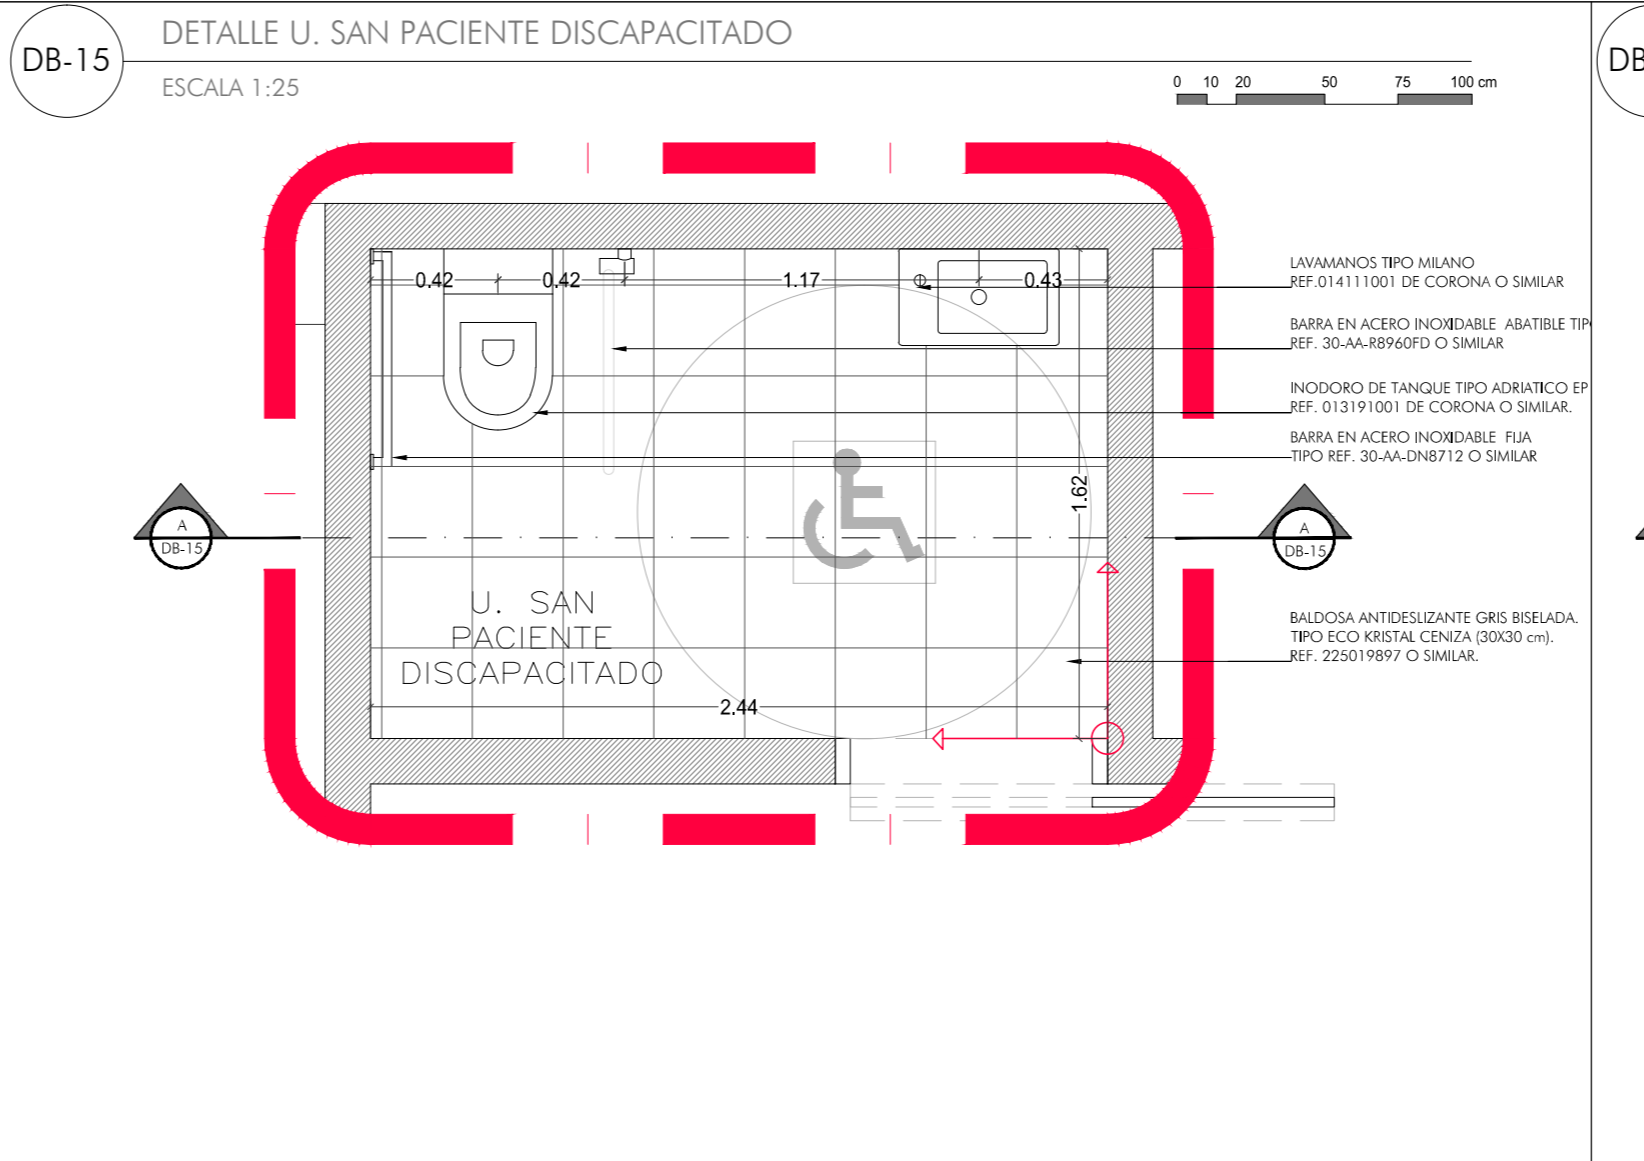 DB-15
DETALLE U. SAN PACIENTE DISCAPACITADO
ESCALA 1:25
0 10 20 50 75 100 cm
DB
0.42 0.42 1.17 0.43
LAVAMANOS TIPO MILANO
REF.014111001 DE CORONA O SIMILAR
BARRA EN ACERO INOXIDABLE ABATIBLE TIP
REF. 30-AA-R8960FD O SIMILAR
INODORO DE TANQUE TIPO ADRIATICO EP
REF. 013191001 DE CORONA O SIMILAR.
BARRA EN ACERO INOXIDABLE FIJA
TIPO REF. 30-AA-DN8712 O SIMILAR
1.62
A
DB-15
A
DB-15
U. SAN
PACIENTE
DISCAPACITADO
BALDOSA ANTIDESLIZANTE GRIS BISELADA.
TIPO ECO KRISTAL CENIZA (30X30 cm).
REF. 225019897 O SIMILAR.
2.44